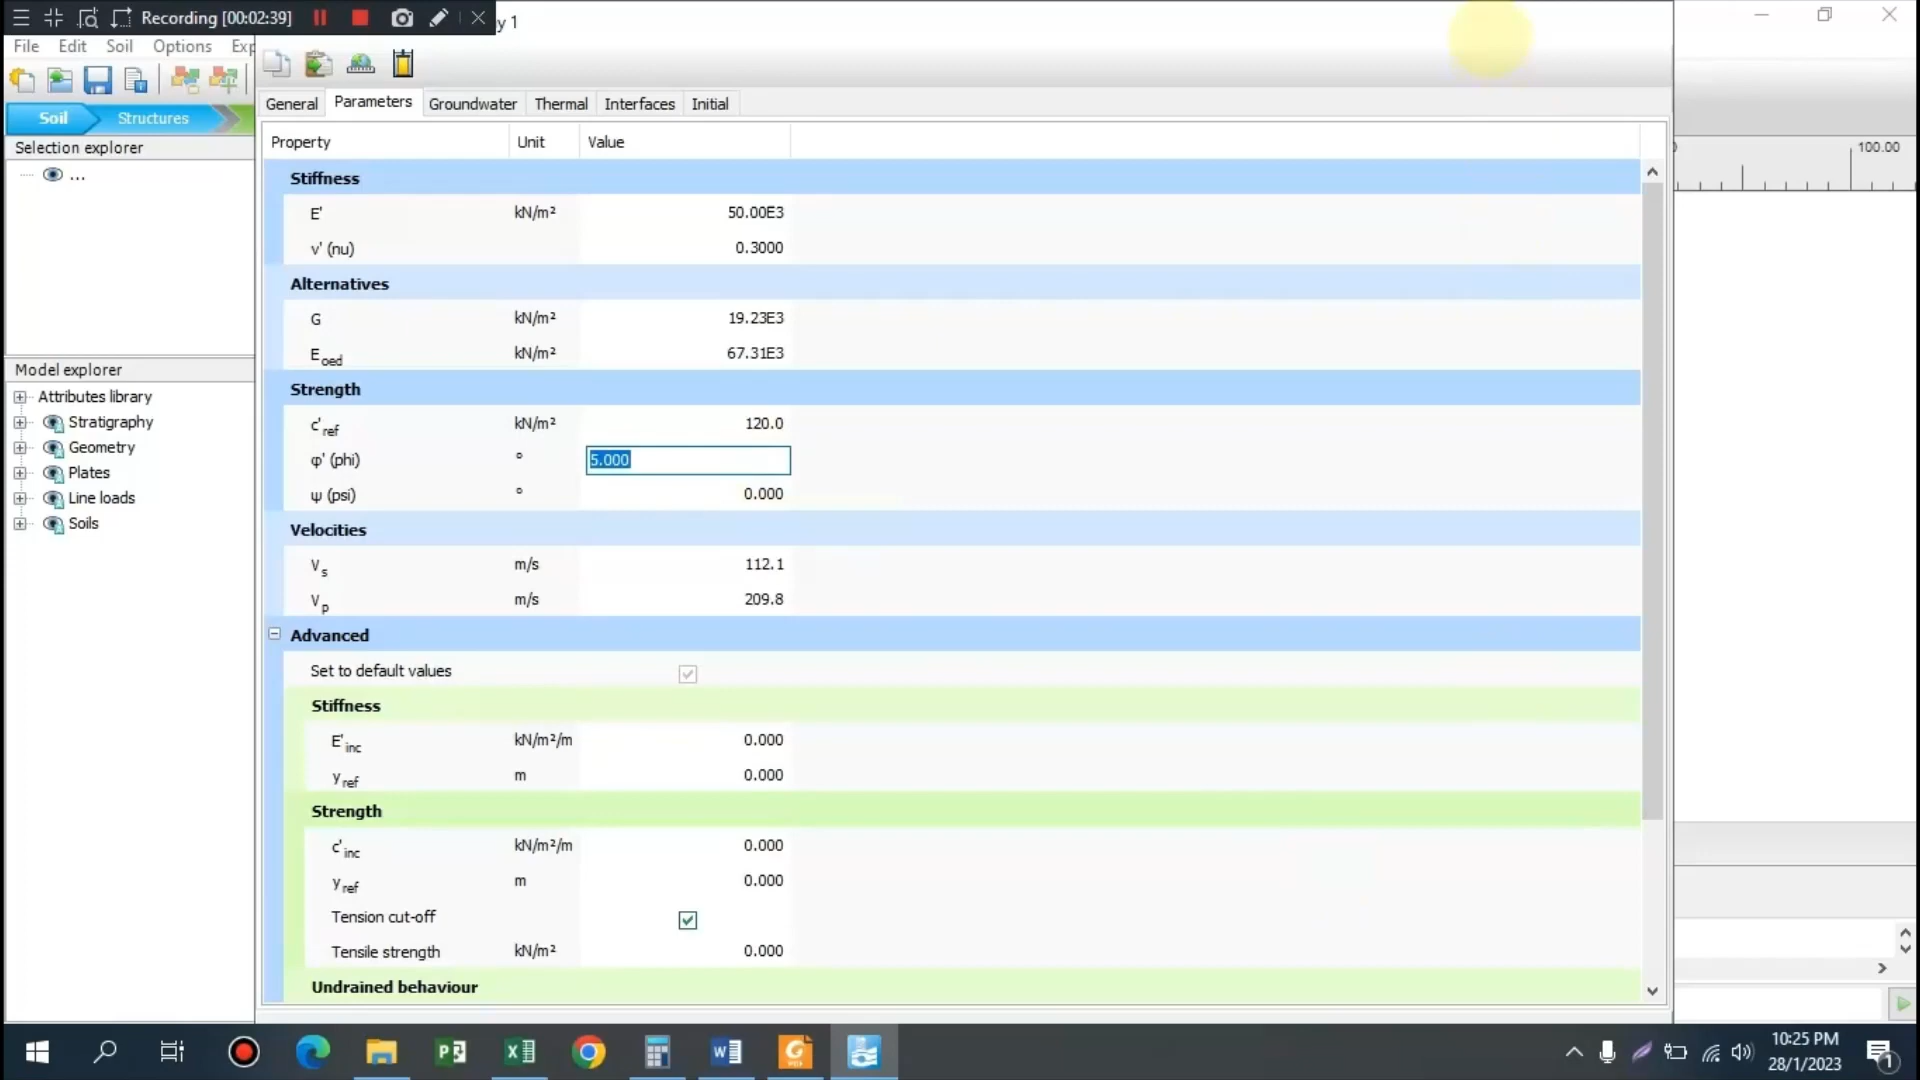 Recording [00:02:39]
y 1
File Edit Soil Options Exp
General Parameters Groundwater Thermal Interfaces Initial
Soil Structures
Selection explorer
...
Property Unit Value
100.00
Stiffness
E' kN/m² 50.00E3
ν' (nu) 0.3000
Alternatives
G kN/m² 19.23E3
E oed kN/m² 67.31E3
Model explorer
Attributes library
Stratigraphy
Geometry
Plates
Line loads
Soils
Strength
c' ref kN/m² 120.0
φ' (phi) ° 5.000
ψ (psi) ° 0.000
Velocities
V s m/s 112.1
V p m/s 209.8
Advanced
Set to default values
Stiffness
E' inc kN/m²/m 0.000
y ref m 0.000
Strength
c' inc kN/m²/m 0.000
y ref m 0.000
Tension cut-off
Tensile strength kN/m² 0.000
Undrained behaviour
10:25 PM
28/1/2023
1